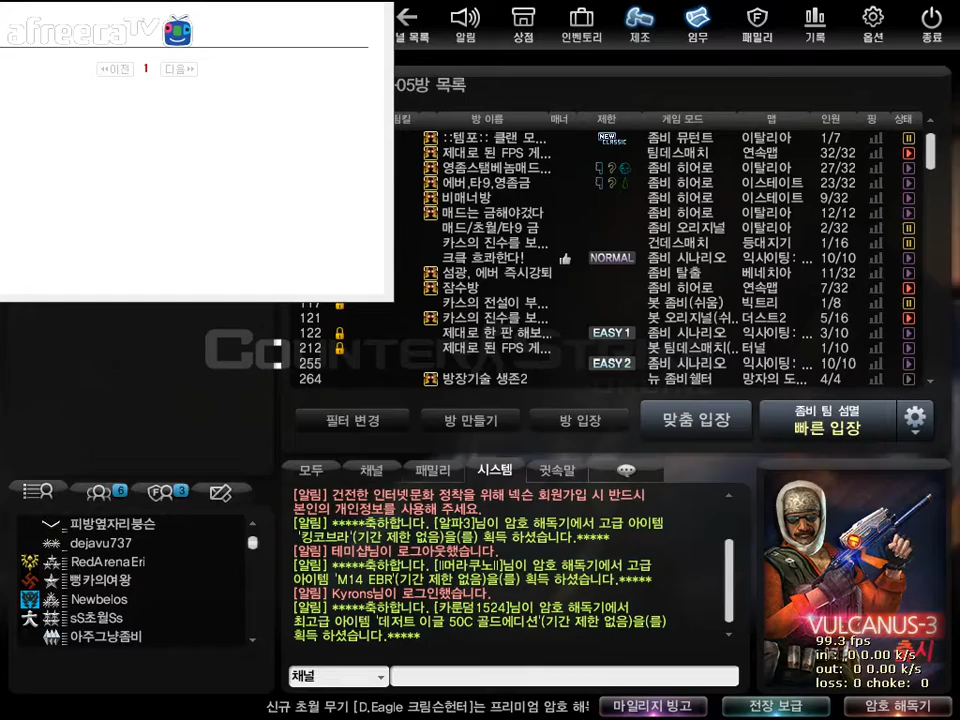 afreecaTV
◀◀이전 1 다음▶▶
널 목록
알림
상점
인벤토리
제조
임무
패밀리
기록
옵션
종료
-05방 목록
방 이름 매너 제한 게임 모드 맵 인원 핑 상태
::템포:: 클랜 모... NEW CLASSIC 좀비 뮤턴트 이탈리아 1/7
제대로 된 FPS 게... 팀데스매치 연속맵 32/32
영좀스탬베놈매드... 좀비 히어로 이탈리아 27/32
에버,타9,영좀금 좀비 히어로 이스테이트 23/32
비매너방 좀비 히어로 이스테이트 9/32
매드는 금해야겠다 좀비 히어로 이탈리아 12/12
매드/초월/타9 금 좀비 오리지널 이탈리아 2/32
카스의 진수를 보... 건데스매치 등대지기 1/16
크큭 흐콰한다! NORMAL 좀비 시나리오 익사이팅: ... 10/10
섬광, 에버 즉시강퇴 좀비 탈출 베네치아 11/32
잠수방 좀비 히어로 연속맵 7/32
117 카스의 전설이 부... 봇 좀비(쉬움) 빅트리 1/8
121 카스의 진수를 보... 봇 오리지널(쉬.. 더스트2 5/16
122 제대로 한 판 해보... EASY 1 좀비 시나리오 익사이팅: ... 3/10
212 제대로 된 FPS 게... 봇 팀데스매치(.. 터널 1/10
255 EASY 2 좀비 시나리오 익사이팅: ... 10/10
264 방장기술 생존2 뉴 좀비쉘터 망자의 도... 4/4
필터 변경
방 만들기
방 입장
맞춤 입장
좀비 팀 섬멸
빠른 입장
6
3
피방옆자리붕슨
dejavu737
RedArenaEri
뻥카의여왕
Newbelos
sS초월Ss
아주그냥좀비
모두 채널 패밀리 시스템 귓속말
[알림] 건전한 인터넷문화 정착을 위해 넥슨 회원가입 시 반드시
본인의 개인정보를 사용해 주세요.
[알림] *****축하합니다. [알파3]님이 암호 해독기에서 고급 아이템
'킹코브라'(기간 제한 없음)을(를) 획득 하셨습니다.*****
[알림] 테미샵님이 로그아웃했습니다.
[알림] *****축하합니다. [||머라쿠노||]님이 암호 해독기에서 고급
아이템 'M14 EBR'(기간 제한 없음)을(를) 획득 하셨습니다.*****
[알림] Kyrons님이 로그인했습니다.
[알림] *****축하합니다. [카룬덤1524]님이 암호 해독기에서
최고급 아이템 '데저트 이글 50C 골드에디션'(기간 제한 없음)을(를)
획득 하셨습니다.*****
채널
VULCANUS-3
출시
99.3 fps
in : 0 0.00 k/s
out: 0 0.00 k/s
loss: 0 choke: 0
신규 초월 무기 [D.Eagle 크림슨헌터]는 프리미엄 암호 해!
마일리지 빙고
전장 보급
암호 해독기